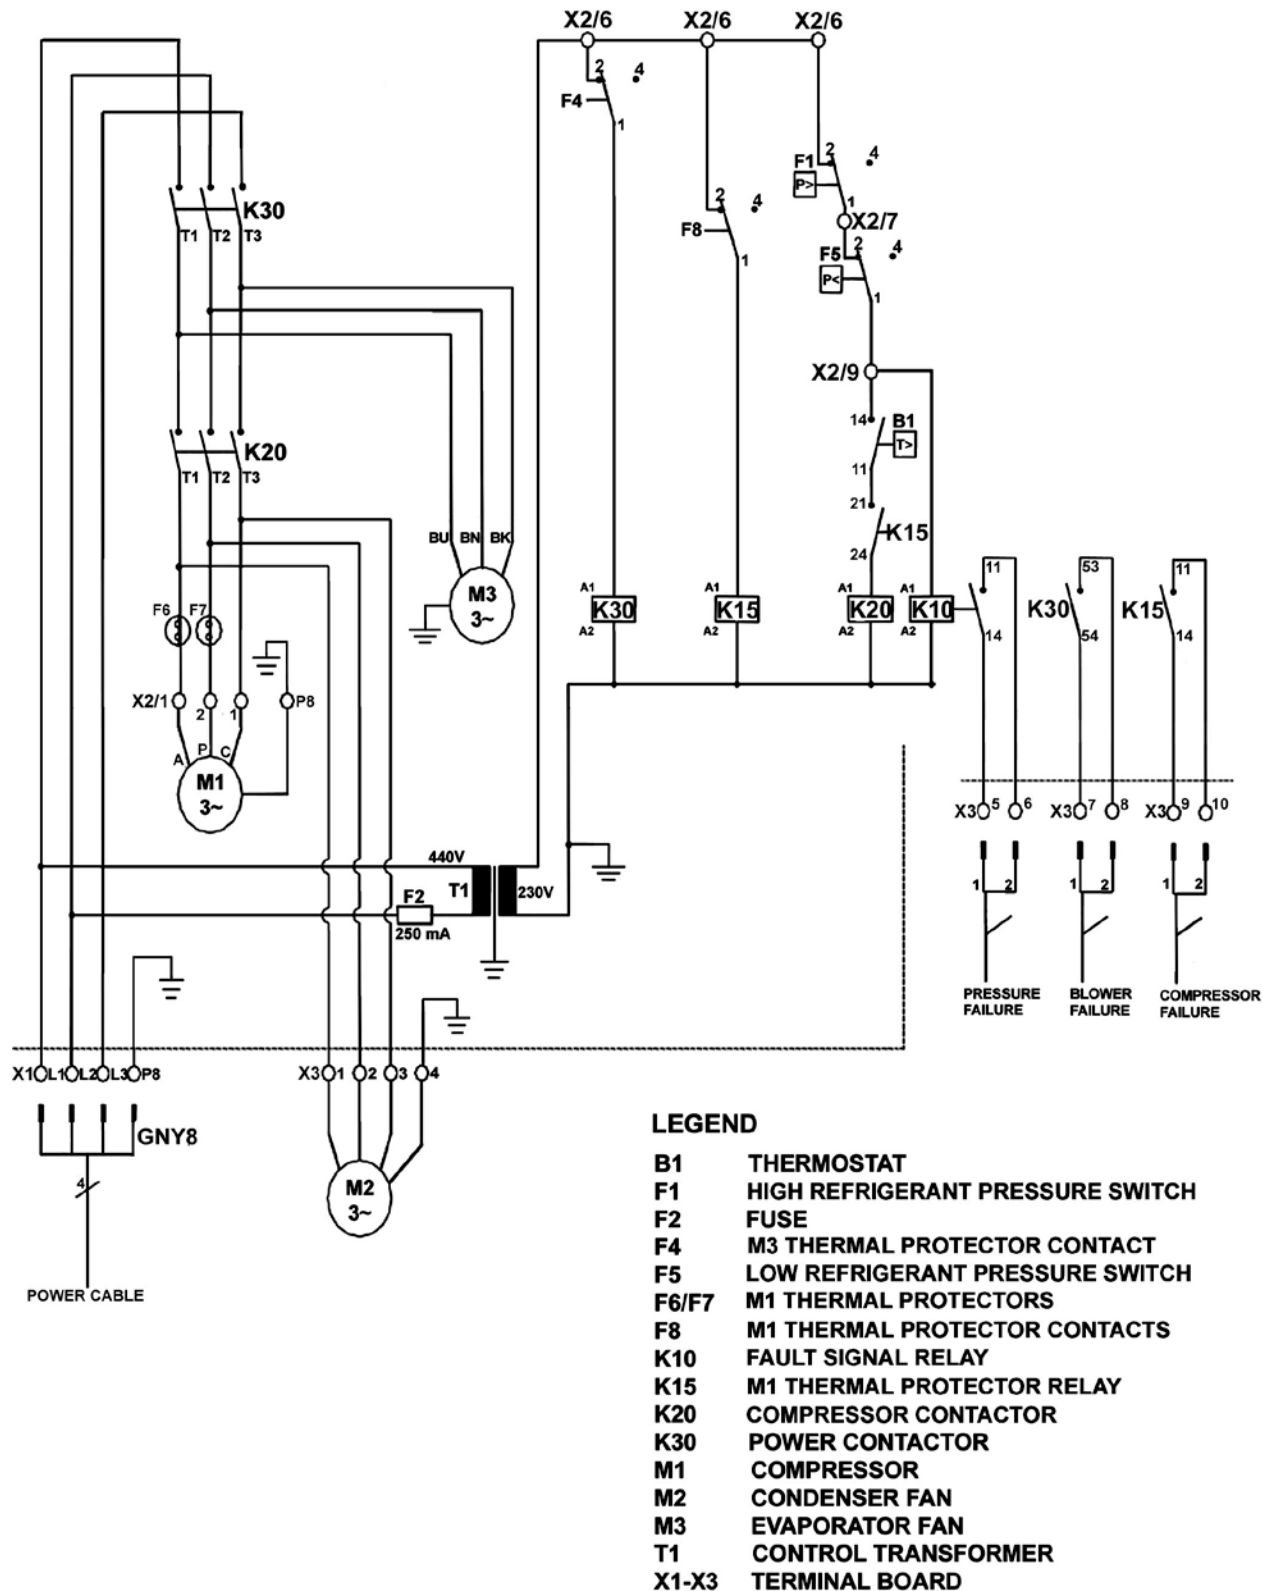 X2/6 X2/6 X2/6
2 4
F4
1
2 4
F1
P>
1
X2/7
2 4
F8
1
2 4
F5
P<
1
K30
T1 T2 T3
X2/9
14 B1
T>
11
21
K15
24
K20
T1 T2 T3
BU BN BK
M3
3~
F6 F7
A1 A1 A1 A1
K30 K15 K20 K10
A2 A2 A2 A2
11 53 11
K30 K15
14 54 14
X2/1 2 1 P8
A P C
M1
3~
X3 5 6 X3 7 8 X3 9 10
440V
T1 230V
F2
250 mA
1 2 1 2 1 2
PRESSURE
FAILURE
BLOWER
FAILURE
COMPRESSOR
FAILURE
X1 L1 L2 L3 P8
X3 1 2 3 4
GNY8
4
M2
3~
POWER CABLE
LEGEND
B1 THERMOSTAT
F1 HIGH REFRIGERANT PRESSURE SWITCH
F2 FUSE
F4 M3 THERMAL PROTECTOR CONTACT
F5 LOW REFRIGERANT PRESSURE SWITCH
F6/F7 M1 THERMAL PROTECTORS
F8 M1 THERMAL PROTECTOR CONTACTS
K10 FAULT SIGNAL RELAY
K15 M1 THERMAL PROTECTOR RELAY
K20 COMPRESSOR CONTACTOR
K30 POWER CONTACTOR
M1 COMPRESSOR
M2 CONDENSER FAN
M3 EVAPORATOR FAN
T1 CONTROL TRANSFORMER
X1-X3 TERMINAL BOARD